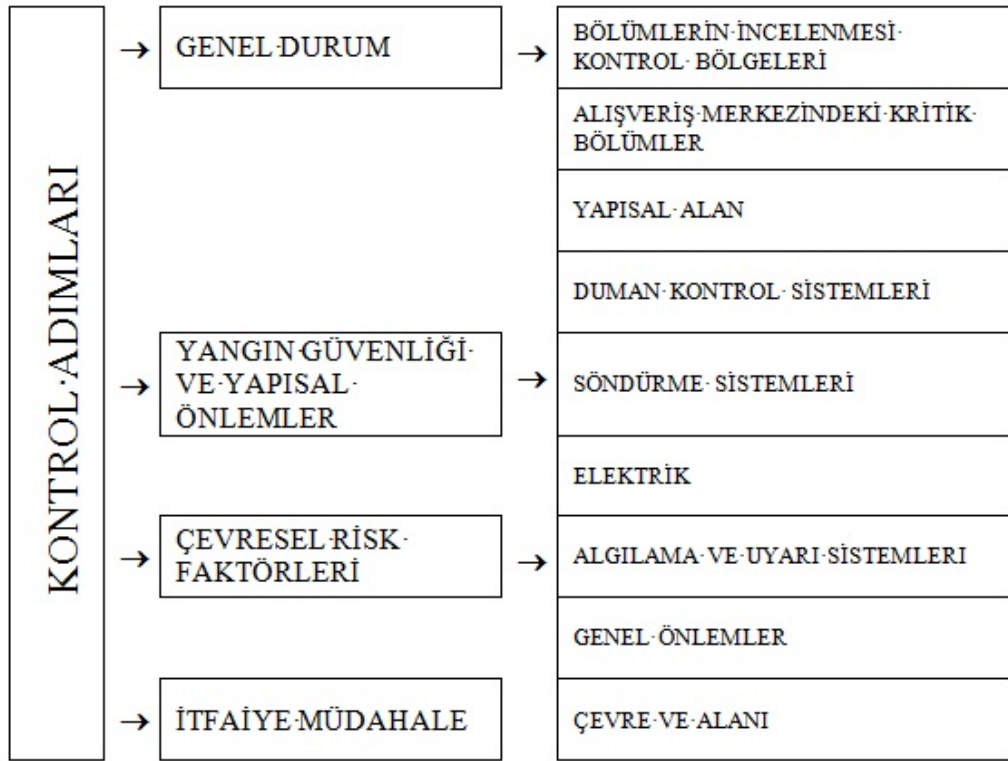 KONTROL ADIMLARI
GENEL DURUM
YANGIN GÜVENLİĞİ
VE YAPISAL
ÖNLEMLER
ÇEVRESEL RİSK
FAKTÖRLERİ
İTFAİYE MÜDAHALE
BÖLÜMLERİN İNCELENMESİ
KONTROL BÖLGELERİ
ALIŞVERİŞ MERKEZİNDEKİ KRİTİK
BÖLÜMLER
YAPISAL ALAN
DUMAN KONTROL SİSTEMLERİ
SÖNDÜRME SİSTEMLERİ
ELEKTRİK
ALGILAMA VE UYARI SİSTEMLERI
GENEL ÖNLEMLER
ÇEVRE VE ALANI